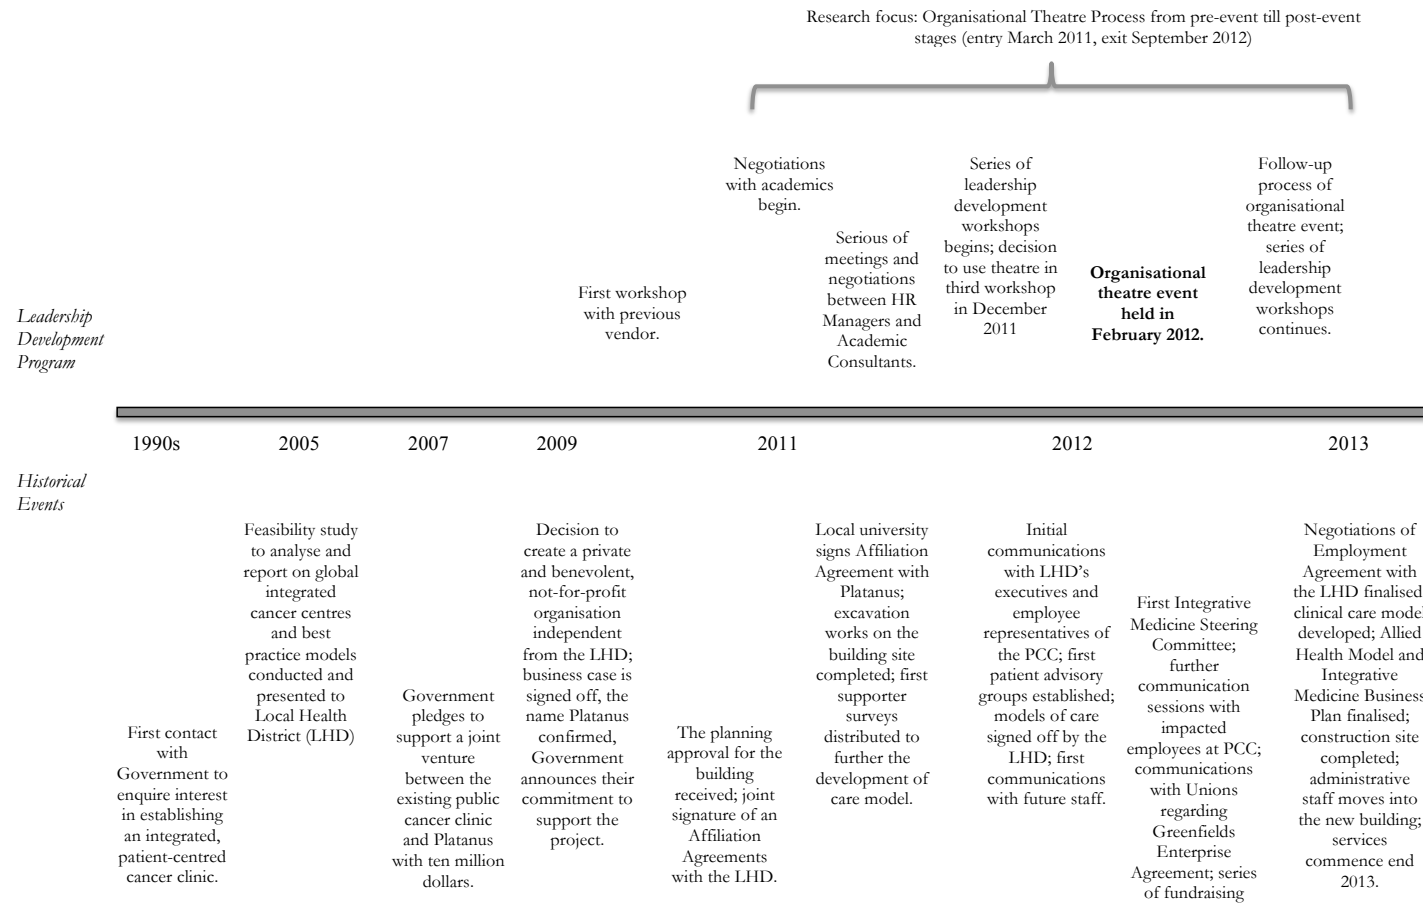 Research focus: Organisational Theatre Process from pre-event till post-event
stages (entry March 2011, exit September 2012)
Negotiations
with academics
begin.
Series of
leadership
development
workshops
begins; decision
to use theatre in
third workshop
in December
2011
Follow-up
process of
organisational
theatre event;
series of
leadership
development
workshops
continues.
Serious of
meetings and
negotiations
between HR
Managers and
Academic
Consultants.
Organisational
theatre event
held in
February 2012.
First workshop
with previous
vendor.
Leadership
Development
Program
1990s
2005
2007
2009
2011
2012
2013
Historical
Events
First contact
with
Government to
enquire interest
in establishing
an integrated,
patient-centred
cancer clinic.
Feasibility study
to analyse and
report on global
integrated
cancer centres
and best
practice models
conducted and
presented to
Local Health
District (LHD)
Government
pledges to
support a joint
venture
between the
existing public
cancer clinic
and Platanus
with ten million
dollars.
Decision to
create a private
and benevolent,
not-for-profit
organisation
independent
from the LHD;
business case is
signed off, the
name Platanus
confirmed,
Government
announces their
commitment to
support the
project.
The planning
approval for the
building
received; joint
signature of an
Affiliation
Agreements
with the LHD.
Local university
signs Affiliation
Agreement with
Platanus;
excavation
works on the
building site
completed; first
supporter
surveys
distributed to
further the
development of
care model.
Initial
communications
with LHD's
executives and
employee
representatives of
the PCC; first
patient advisory
groups established;
models of care
signed off by the
LHD; first
communications
with future staff.
First Integrative
Medicine Steering
Committee;
further
communication
sessions with
impacted
employees at PCC;
communications
with Unions
regarding
Greenfields
Enterprise
Agreement; series
of fundraising
Negotiations of
Employment
Agreement with
the LHD finalised
clinical care model
developed; Allied
Health Model and
Integrative
Medicine Business
Plan finalised;
construction site
completed;
administrative
staff moves into
the new building;
services
commence end
2013.